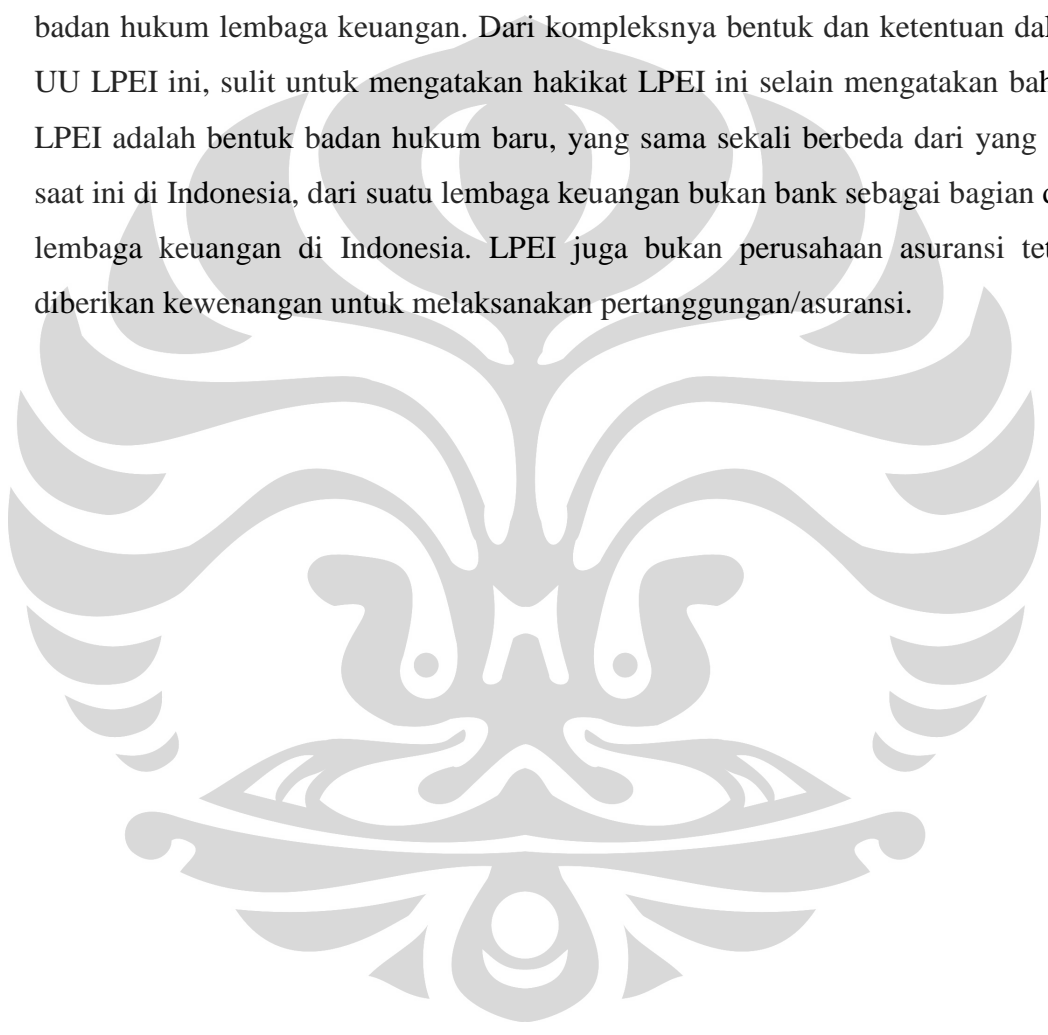 badan hukum lembaga keuangan. Dari kompleksnya bentuk dan ketentuan dal
UU LPEI ini, sulit untuk mengatakan hakikat LPEI ini selain mengatakan bah
LPEI adalah bentuk badan hukum baru, yang sama sekali berbeda dari yang
saat ini di Indonesia, dari suatu lembaga keuangan bukan bank sebagai bagian d
lembaga keuangan di Indonesia. LPEI juga bukan perusahaan asuransi tet
diberikan kewenangan untuk melaksanakan pertanggungan/asuransi.